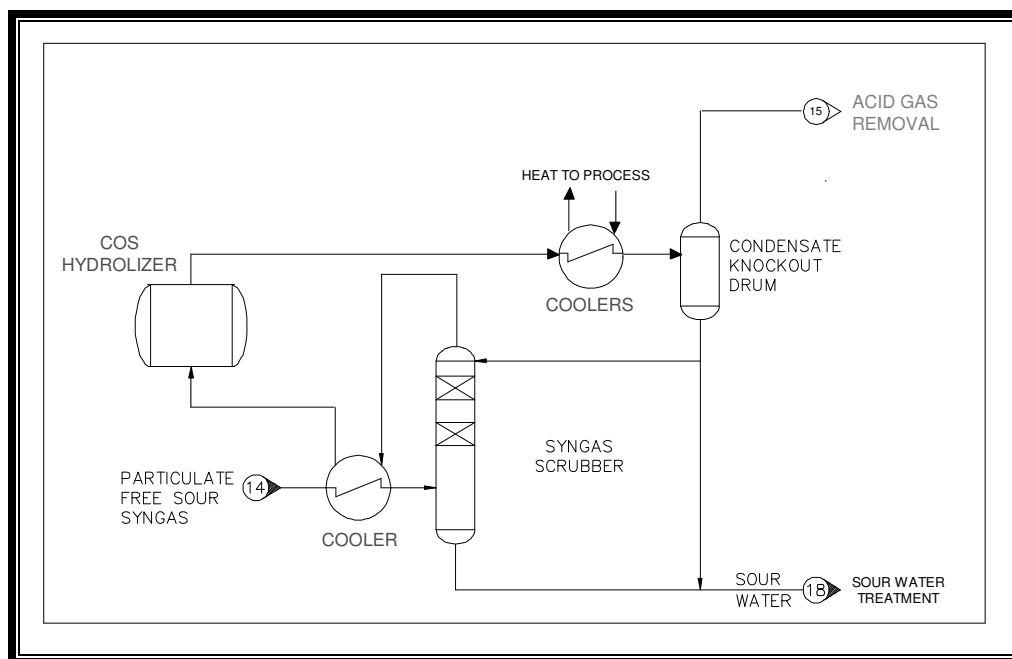 15
ACID GAS
REMOVAL
HEAT TO PROCESS
COS
HYDROLIZER
CONDENSATE
KNOCKOUT
DRUM
COOLERS
SYNGAS
SCRUBBER
PARTICULATE
FREE SOUR
SYNGAS
14
COOLER
SOUR
WATER
18
SOUR WATER
TREATMENT